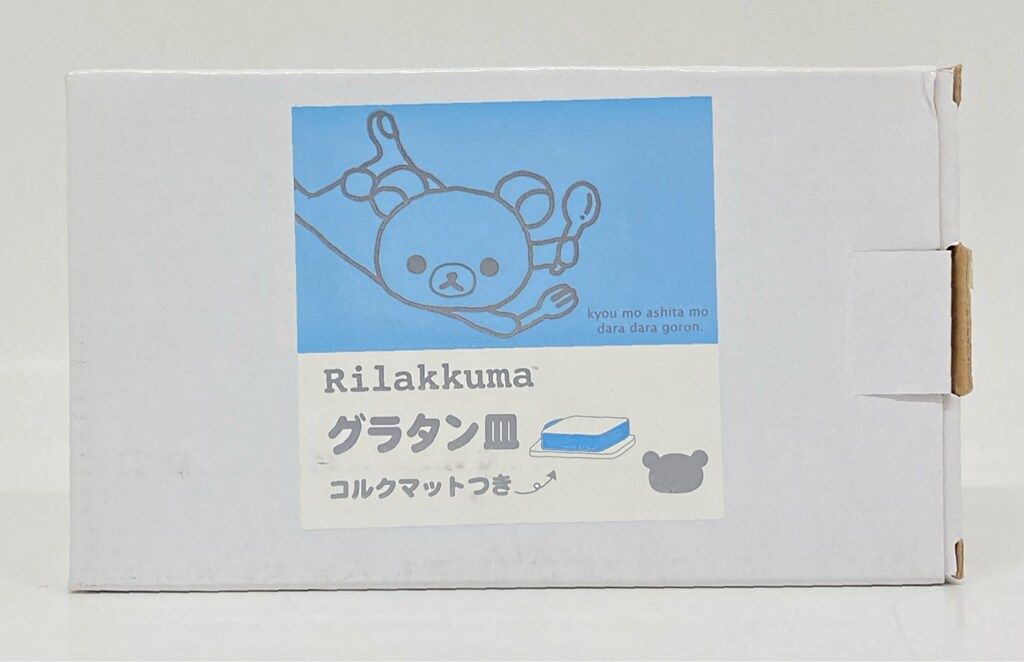 kyou mo ashita mo
dara dara goron.
Rilakkuma™
グラタン皿
コルクマットつき